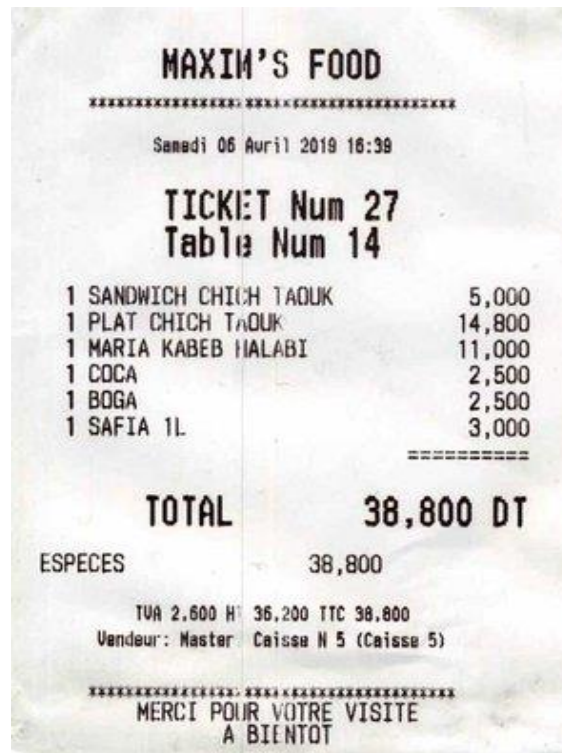 MAXIM'S FOOD
************************************
Samedi 06 Avril 2019 16:39
TICKET Num 27
Table Num 14
1 SANDWICH CHICH TAOUK 5,000
1 PLAT CHICH TAOUK 14,800
1 MARIA KABEB HALABI 11,000
1 COCA 2,500
1 BOGA 2,500
1 SAFIA 1L 3,000
==========
TOTAL 38,800 DT
ESPECES 38,800
TVA 2.600 HT 36.200 TTC 38.800
Vendeur: Master Caisse N 5 (Caisse 5)
************************************
MERCI POUR VOTRE VISITE
A BIENTOT